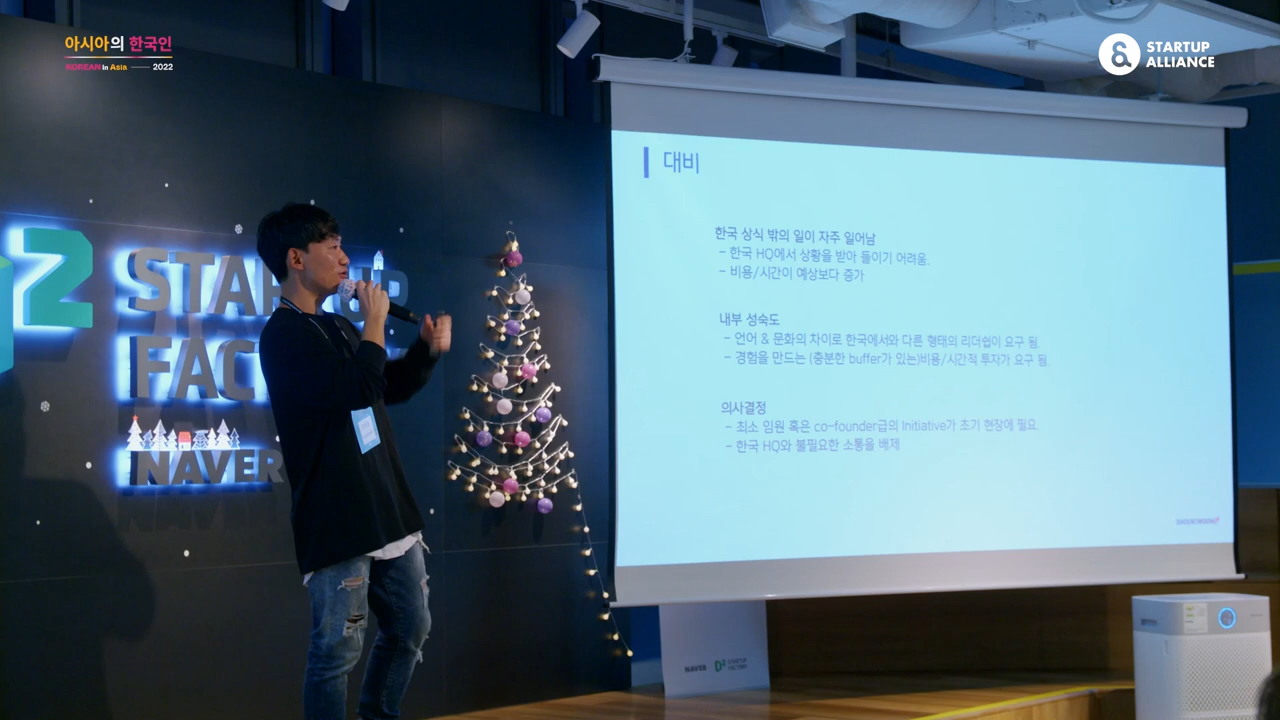 아시아의 한국인
KOREAN in Asia 2022
& STARTUP
ALLIANCE
대비
한국 상식 밖의 일이 자주 일어남
- 한국 HQ에서 상황을 받아 들이기 어려움.
- 비용/시간이 예상보다 증가
내부 성숙도
- 언어 & 문화의 차이로 한국에서와 다른 형태의 리더쉽이 요구 됨.
- 경험을 만드는 (충분한 buffer가 있는)비용/시간적 투자가 요구 됨.
의사결정
- 최소 임원 혹은 co-founder급의 Initiative가 초기 현장에 필요.
- 한국 HQ와 불필요한 소통을 배제
2 STARTUP
FAC
NAVER
NAVER D2 STARTUP
FACTORY